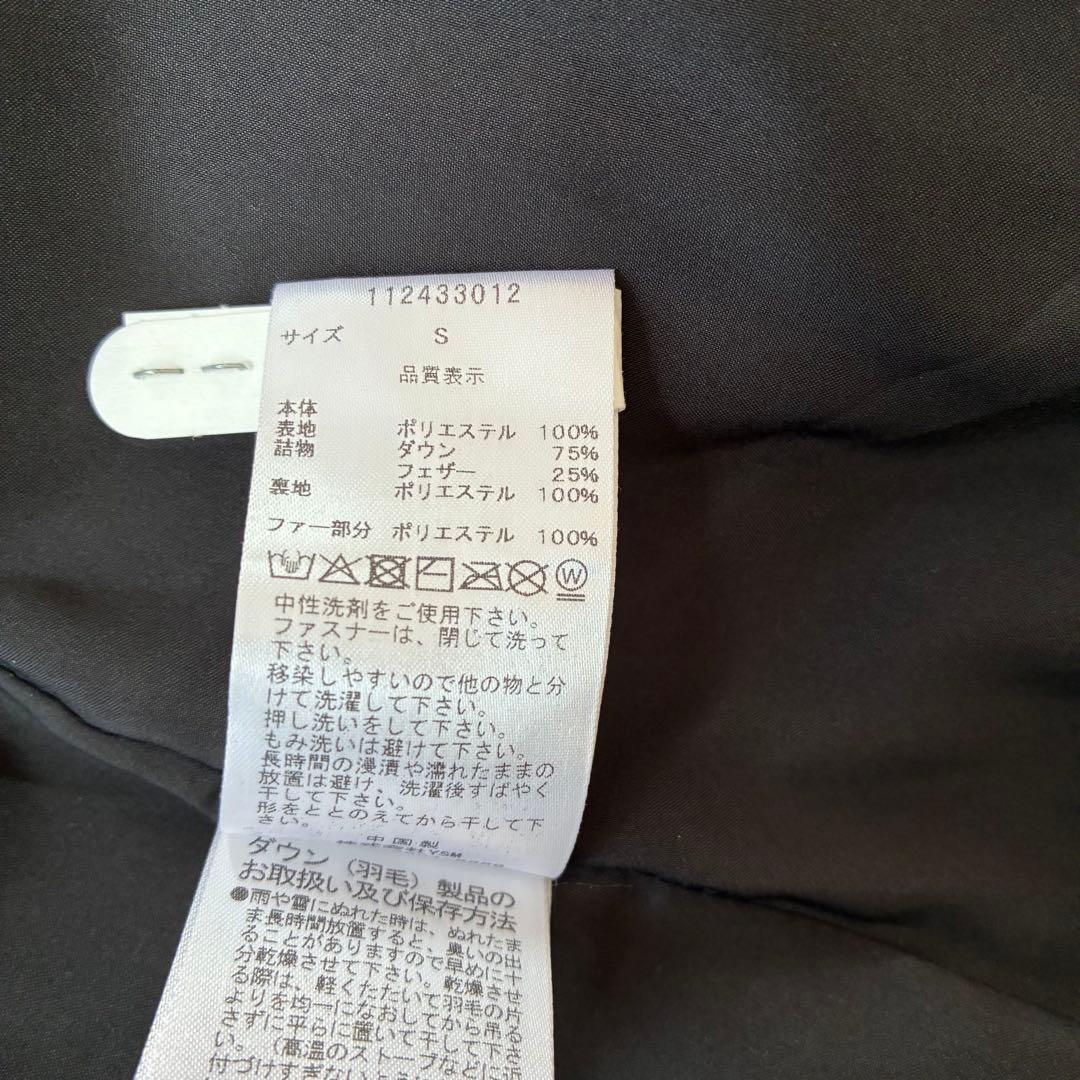 112433012
サイズ S
品質表示
本体
表地 ポリエステル 100%
詰物 ダウン 75%
フェザー 25%
裏地 ポリエステル 100%
ファー部分 ポリエステル 100%
W
中性洗剤をご使用下さい。
ファスナーは、閉じて洗って
下さい。
移染しやすいので他の物と分
けて洗濯して下さい。
押し洗いをして下さい。
もみ洗いは避けて下さい。
長時間の浸漬や濡れたままの
放置は避け、洗濯後すばやく
干して下さい。
形をととのえてから干して下
さい。
中国製
ダウン（羽毛）製品の
お取扱い及び保存方法
●雨や雪にぬれた時は、ぬれたま
ま長時間放置すると、臭いの出
ることがありますので早めに十
分乾燥させて下さい。乾燥させ
る際は、軽くたたいて羽毛の片
よりを均一になおしてから吊る
さずに平らに置いて干して下さ
い。（高温のストーブなどに近
付づけすぎないように